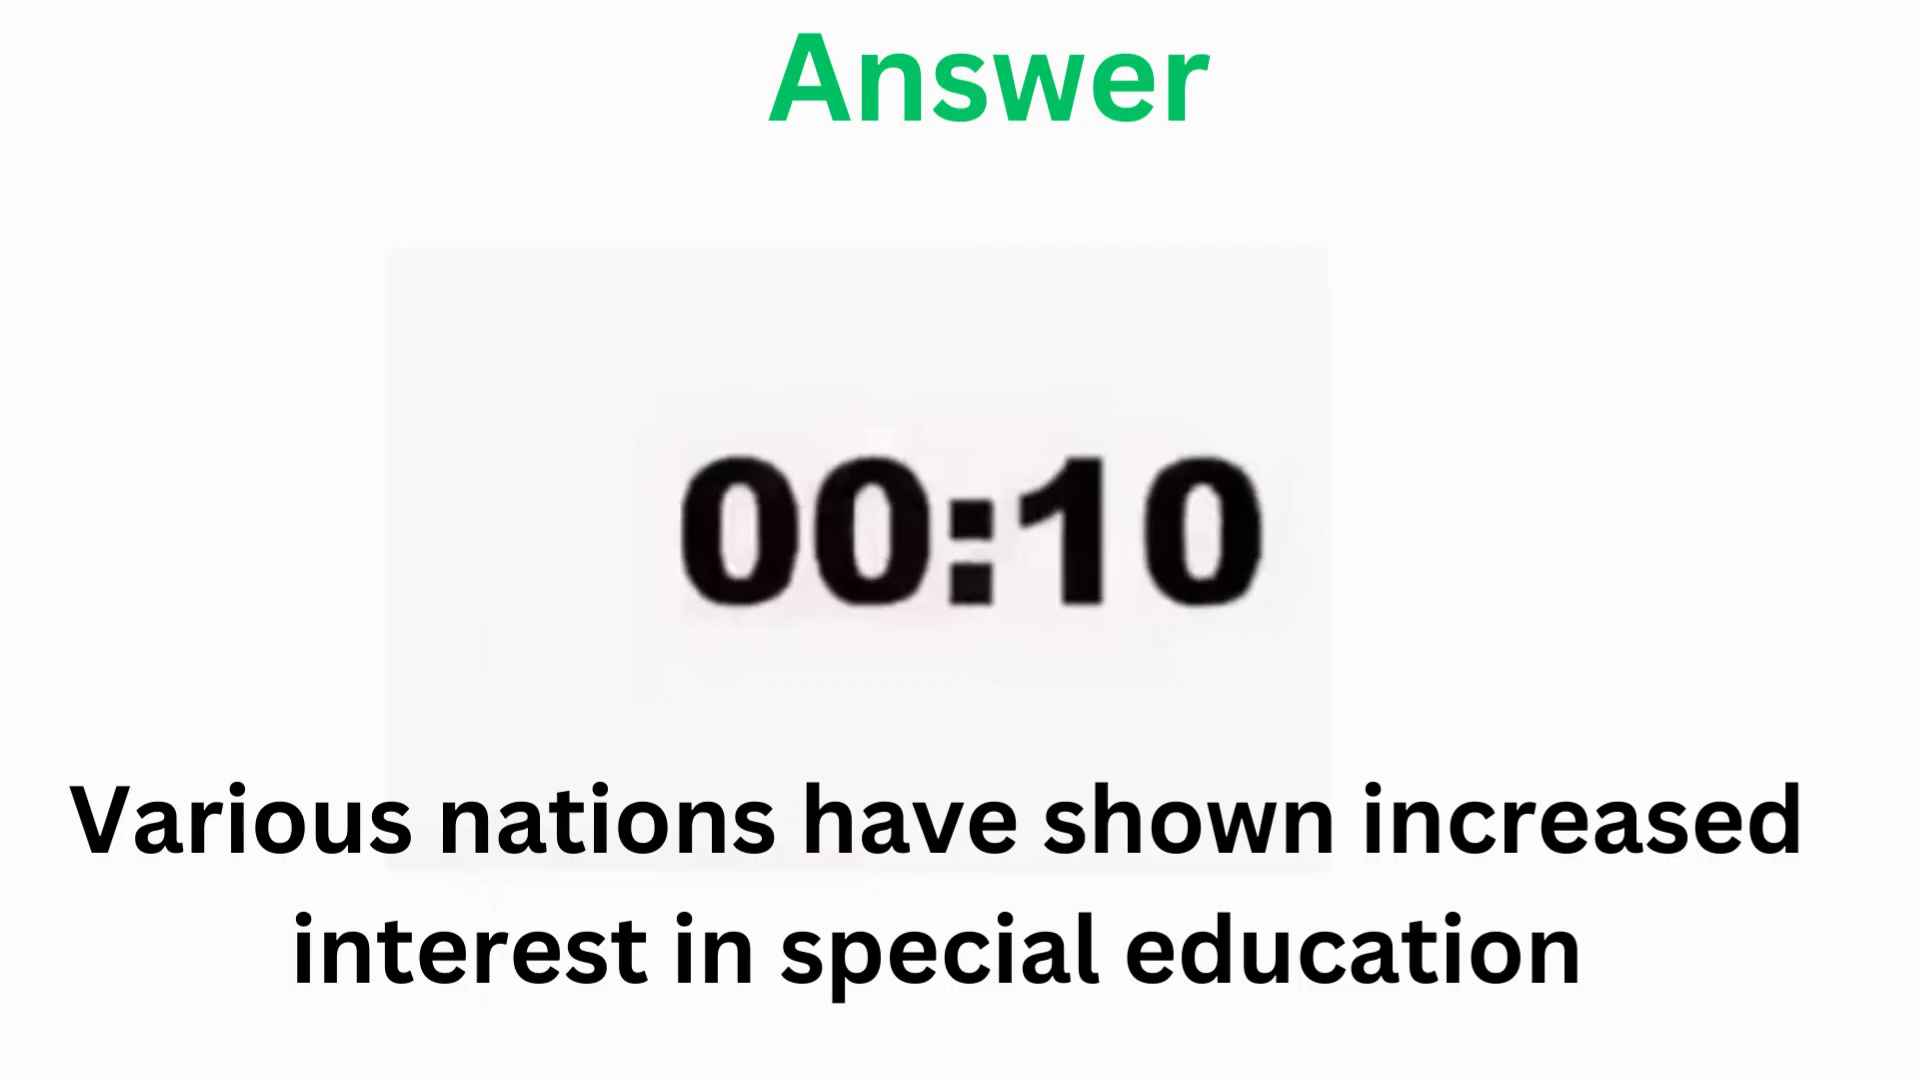 Answer
00:10
Various nations have shown increased
interest in special education